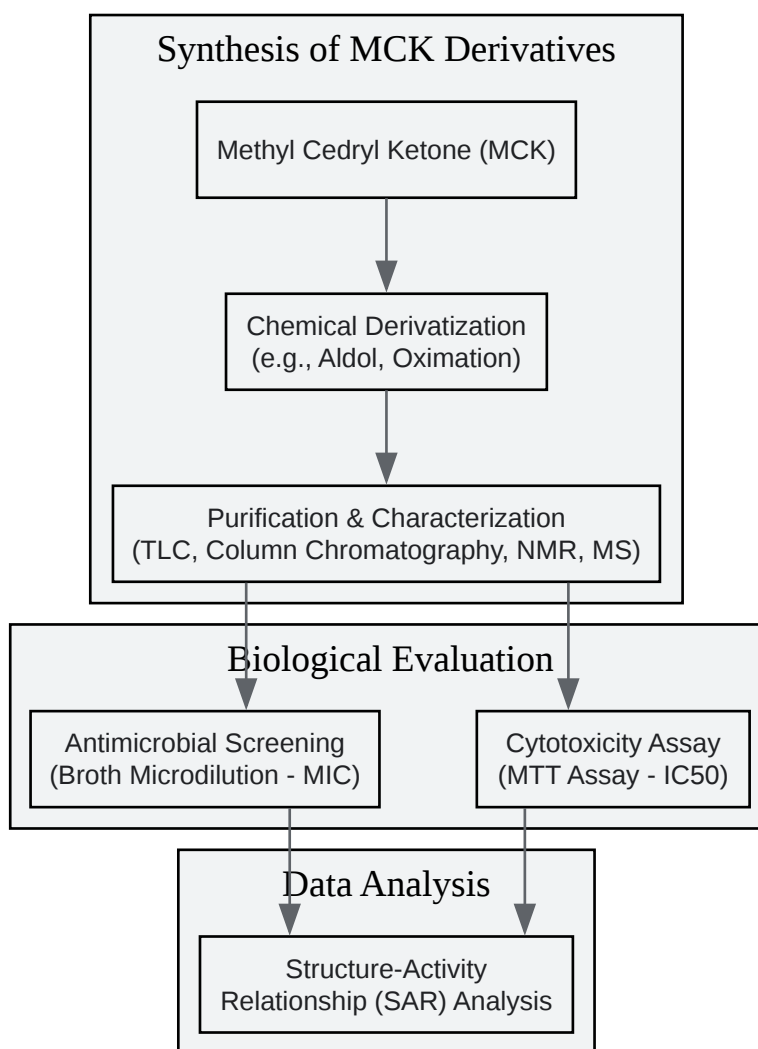 Synthesis of MCK Derivatives
Methyl Cedryl Ketone (MCK)
Chemical Derivatization
(e.g., Aldol, Oximation)
Purification & Characterization
(TLC, Column Chromatography, NMR, MS)
Biological Evaluation
Antimicrobial Screening
(Broth Microdilution - MIC)
Cytotoxicity Assay
(MTT Assay - IC50)
Data Analysis
Structure-Activity
Relationship (SAR) Analysis